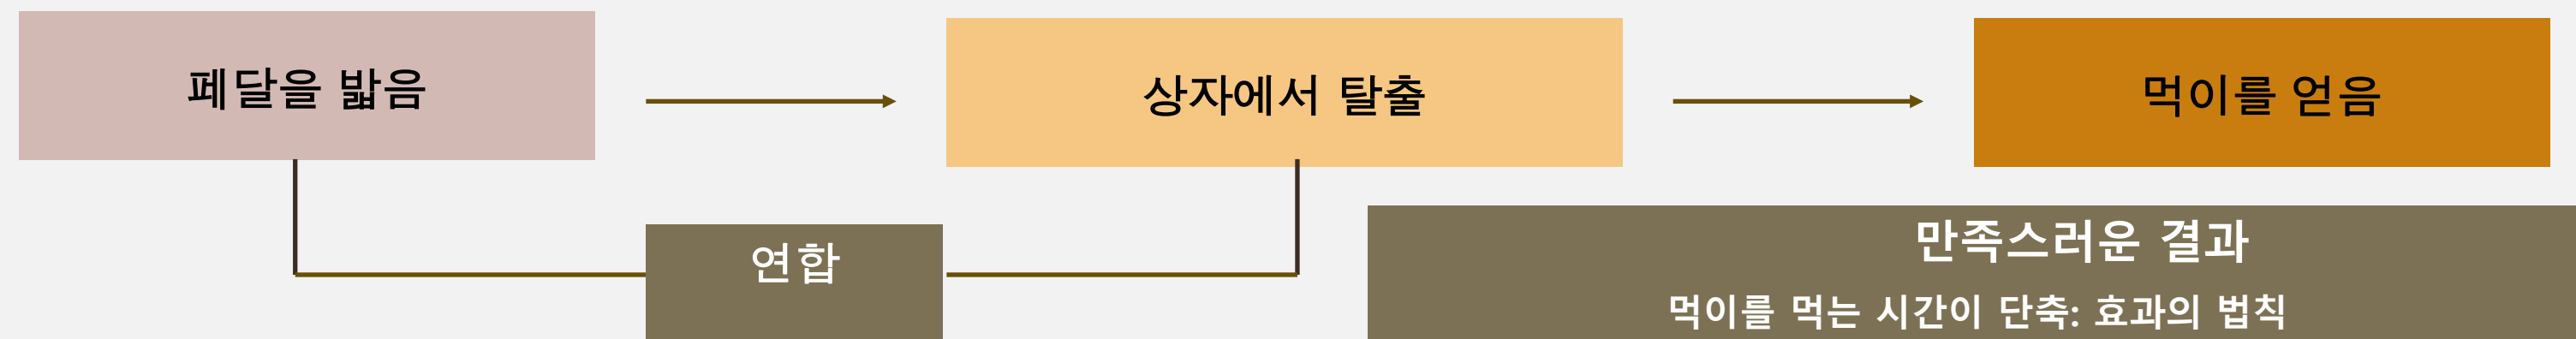 페달을 밟음
상자에서 탈출
먹이를 얻음
연합
만족스러운 결과
먹이를 먹는 시간이 단축: 효과의 법칙